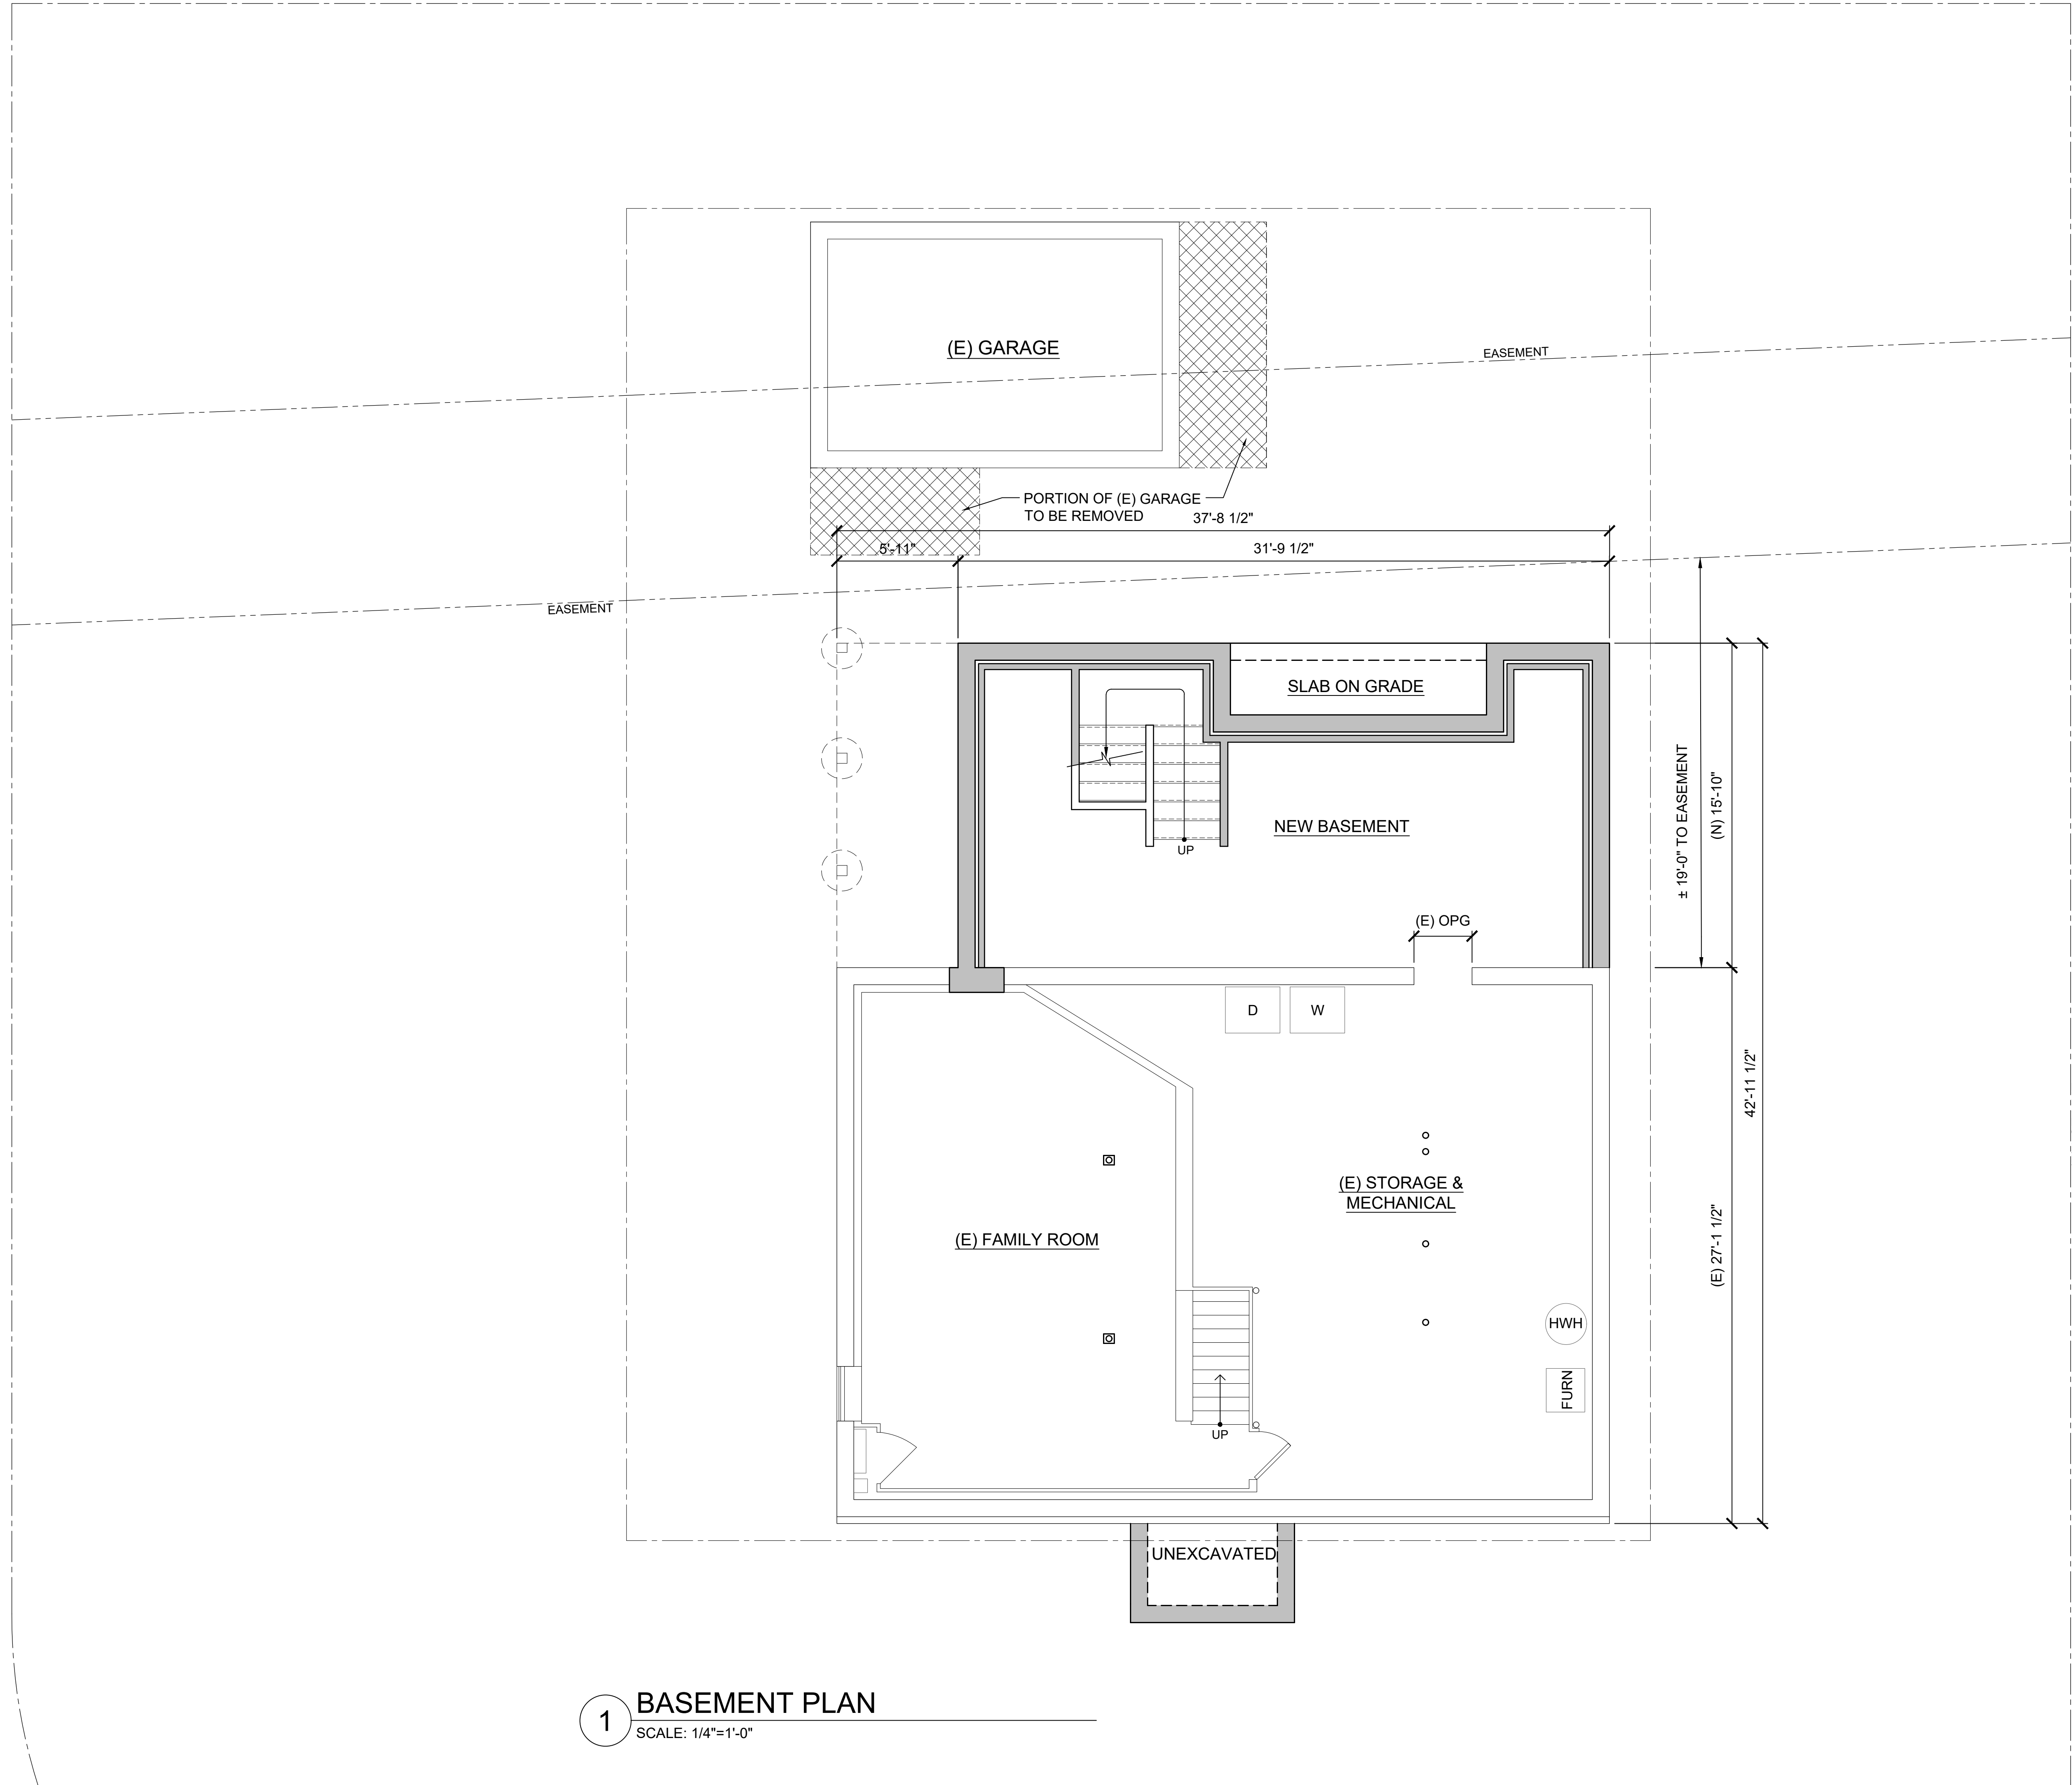 EASEMENT
(E) GARAGE
PORTION OF (E) GARAGE
TO BE REMOVED
37'-8 1/2"
5'-11"
31'-9 1/2"
EASEMENT
SLAB ON GRADE
± 19'-0" TO EASEMENT
(N) 15'-10"
NEW BASEMENT
UP
(E) OPG
D
W
42'-11 1/2"
(E) STORAGE &
MECHANICAL
(E) FAMILY ROOM
(E) 27'-1 1/2"
HWH
FURN
UP
UNEXCAVATED
1
BASEMENT PLAN
SCALE: 1/4"=1'-0"